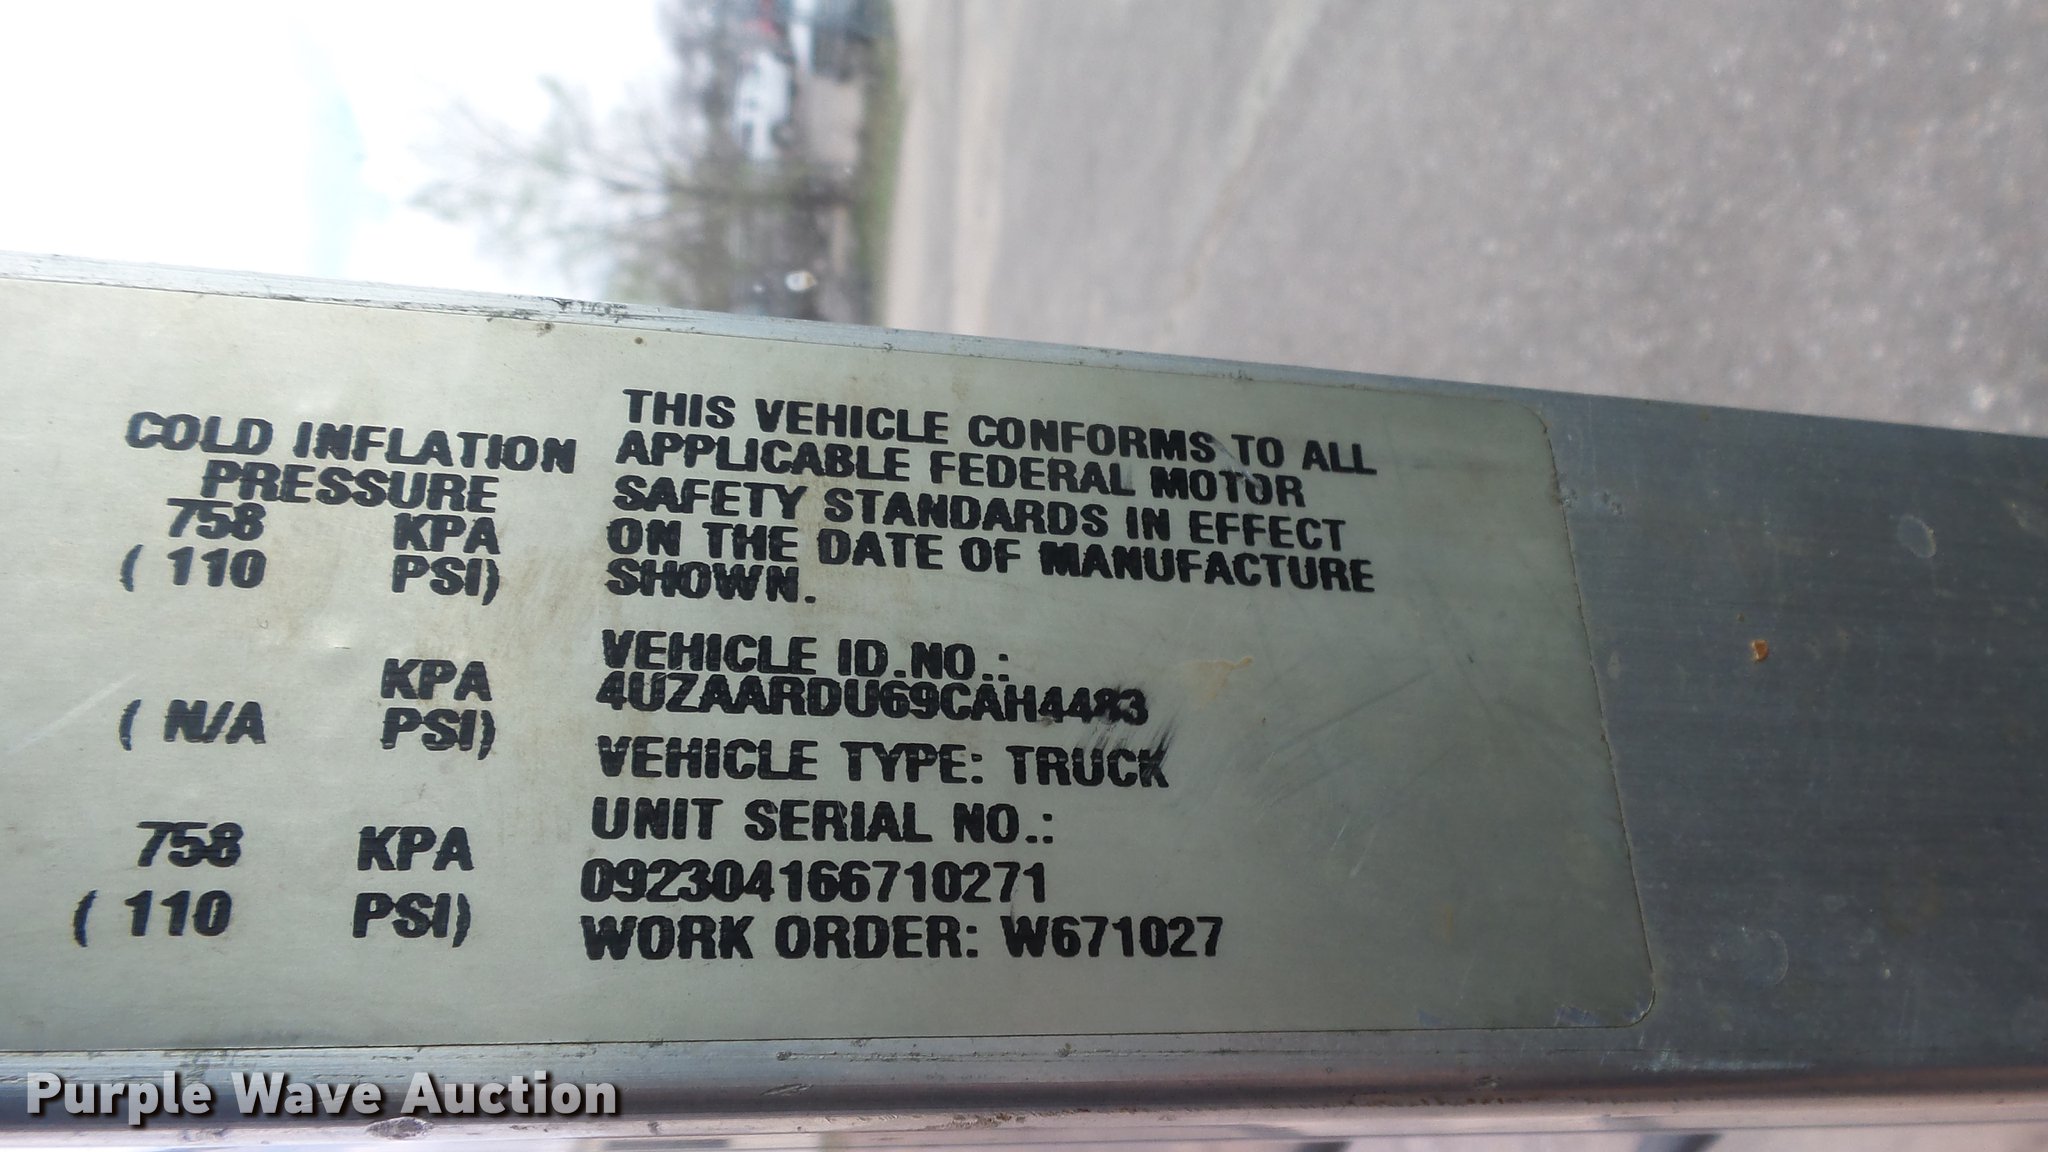 COLD INFLATION
PRESSURE
758 KPA
( 110 PSI)
KPA
( N/A PSI)
758 KPA
( 110 PSI)
THIS VEHICLE CONFORMS TO ALL
APPLICABLE FEDERAL MOTOR
SAFETY STANDARDS IN EFFECT
ON THE DATE OF MANUFACTURE
SHOWN.
VEHICLE ID.NO.:
4UZAARDU69CAH4483
VEHICLE TYPE: TRUCK
UNIT SERIAL NO.:
092304166710271
WORK ORDER: W671027
Purple Wave Auction